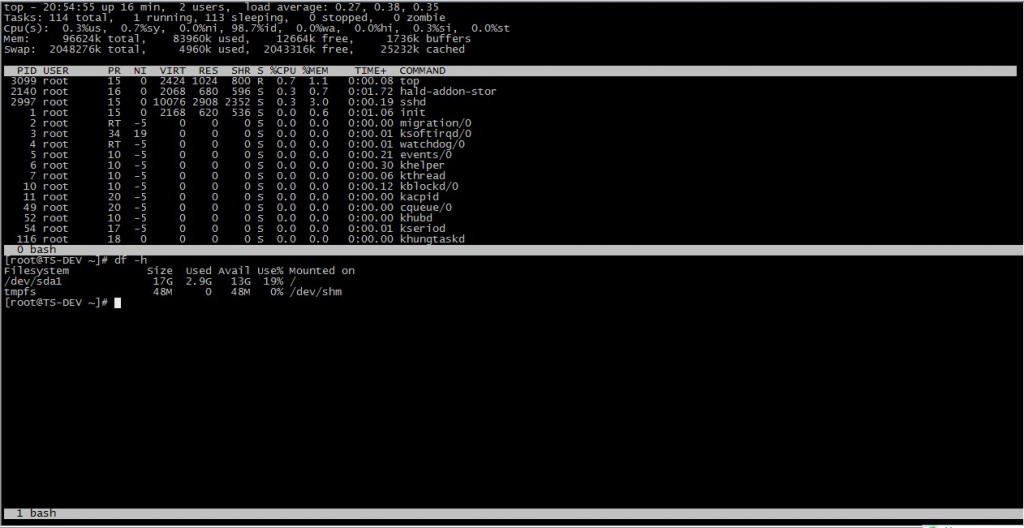 top - 20:54:55 up 16 min,  2 users,  load average: 0.27, 0.38, 0.35
Tasks: 114 total,   1 running, 113 sleeping,   0 stopped,   0 zombie
Cpu(s):  0.3%us,  0.7%sy,  0.0%ni, 98.7%id,  0.0%wa,  0.0%hi,  0.3%si,  0.0%st
Mem:     96624k total,    83960k used,    12664k free,     1736k buffers
Swap:  2048276k total,     4960k used,  2043316k free,    25232k cached
PID USER      PR  NI  VIRT  RES  SHR S %CPU %MEM    TIME+  COMMAND
3099 root      15   0  2424 1024  800 R  0.7  1.1   0:00.08 top
2140 root      16   0  2068  680  596 S  0.3  0.7   0:01.72 hald-addon-stor
2997 root      15   0 10076 2908 2352 S  0.3  3.0   0:00.19 sshd
1 root      15   0  2168  620  536 S  0.0  0.6   0:01.06 init
2 root      RT  -5     0    0    0 S  0.0  0.0   0:00.00 migration/0
3 root      34  19     0    0    0 S  0.0  0.0   0:00.01 ksoftirqd/0
4 root      RT  -5     0    0    0 S  0.0  0.0   0:00.01 watchdog/0
5 root      10  -5     0    0    0 S  0.0  0.0   0:00.21 events/0
6 root      10  -5     0    0    0 S  0.0  0.0   0:00.30 khelper
7 root      10  -5     0    0    0 S  0.0  0.0   0:00.06 kthread
10 root      10  -5     0    0    0 S  0.0  0.0   0:00.12 kblockd/0
11 root      20  -5     0    0    0 S  0.0  0.0   0:00.00 kacpid
49 root      20  -5     0    0    0 S  0.0  0.0   0:00.00 cqueue/0
52 root      10  -5     0    0    0 S  0.0  0.0   0:00.00 khubd
54 root      17  -5     0    0    0 S  0.0  0.0   0:00.01 kseriod
116 root      18   0     0    0    0 S  0.0  0.0   0:00.00 khungtaskd
0 bash
[root@TS-DEV ~]# df -h
Filesystem            Size  Used Avail Use% Mounted on
/dev/sda1              17G  2.9G   13G  19% /
tmpfs                  48M     0   48M   0% /dev/shm
[root@TS-DEV ~]#
1 bash